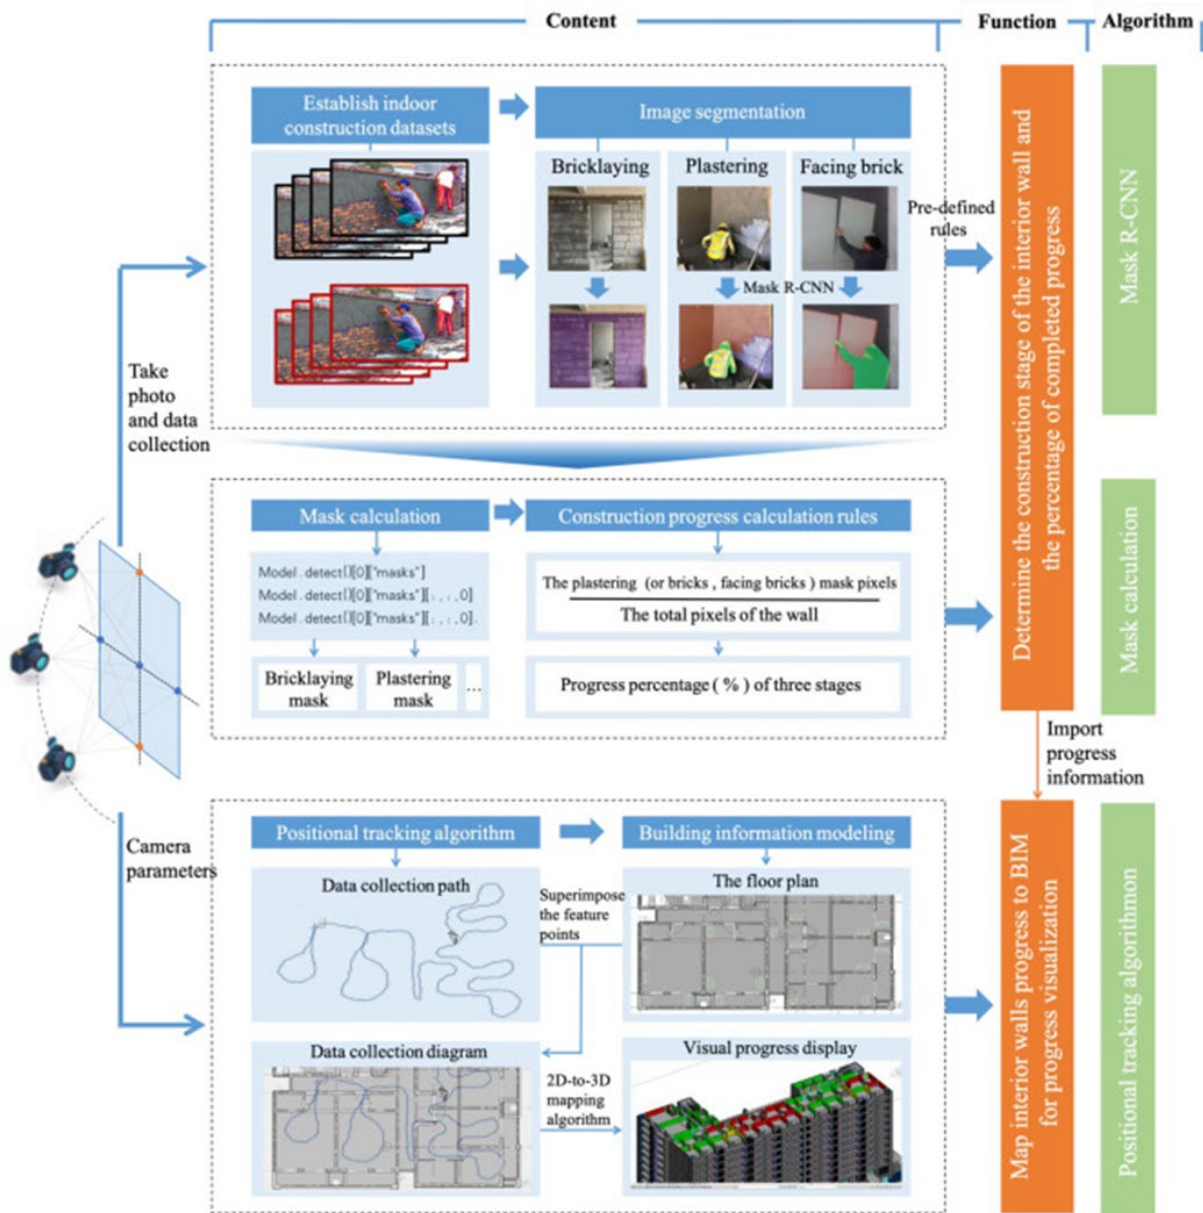 Content
Function
Algorithm
Establish indoor
construction datasets
Image segmentation
Bricklaying
Plastering
Facing brick
Mask R-CNN
Pre-defined
rules
Take
photo
and data
collection
Determine the construction stage of the interior wall and
the percentage of completed progress
Mask R-CNN
Mask calculation
Construction progress calculation rules
Model.detect()[0]["masks"]
Model.detect()[0]["masks"][:,:,0]
Model.detect()[0]["masks"][:,:,0].
Bricklaying
mask
Plastering
mask
...
The plastering (or bricks , facing bricks ) mask pixels
The total pixels of the wall
Progress percentage ( % ) of three stages
Mask calculation
Import
progress
information
Camera
parameters
Positional tracking algorithm
Building information modeling
Data collection path
Superimpose
the feature
points
The floor plan
Data collection diagram
2D-to-3D
mapping
algorithm
Visual progress display
Map interior walls progress to BIM
for progress visualization
Positional tracking algorithmon